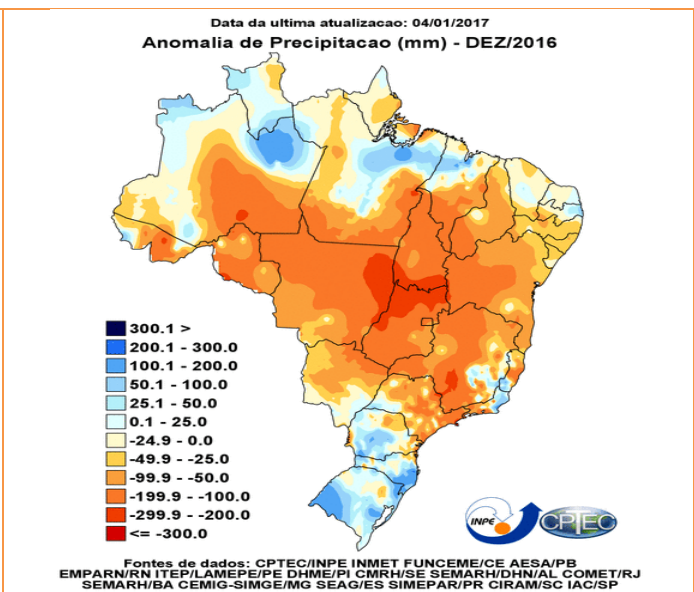 Data da ultima atualizacao: 04/01/2017
Anomalia de Precipitacao (mm) - DEZ/2016
300.1 >
200.1 - 300.0
100.1 - 200.0
50.1 - 100.0
25.1 - 50.0
0.1 - 25.0
-24.9 - 0.0
-49.9 - -25.0
-99.9 - -50.0
-199.9 - -100.0
-299.9 - -200.0
<= -300.0
INPE
CPTEC
Fontes de dados: CPTEC/INPE INMET FUNCEME/CE AESA/PB
EMPARN/RN ITEP/LAMEPE/PE DHME/PI CMRH/SE SEMARH/DHN/AL COMET/RJ
SEMARH/BA CEMIG-SIMGE/MG SEAG/ES SIMEPAR/PR CIRAM/SC IAC/SP